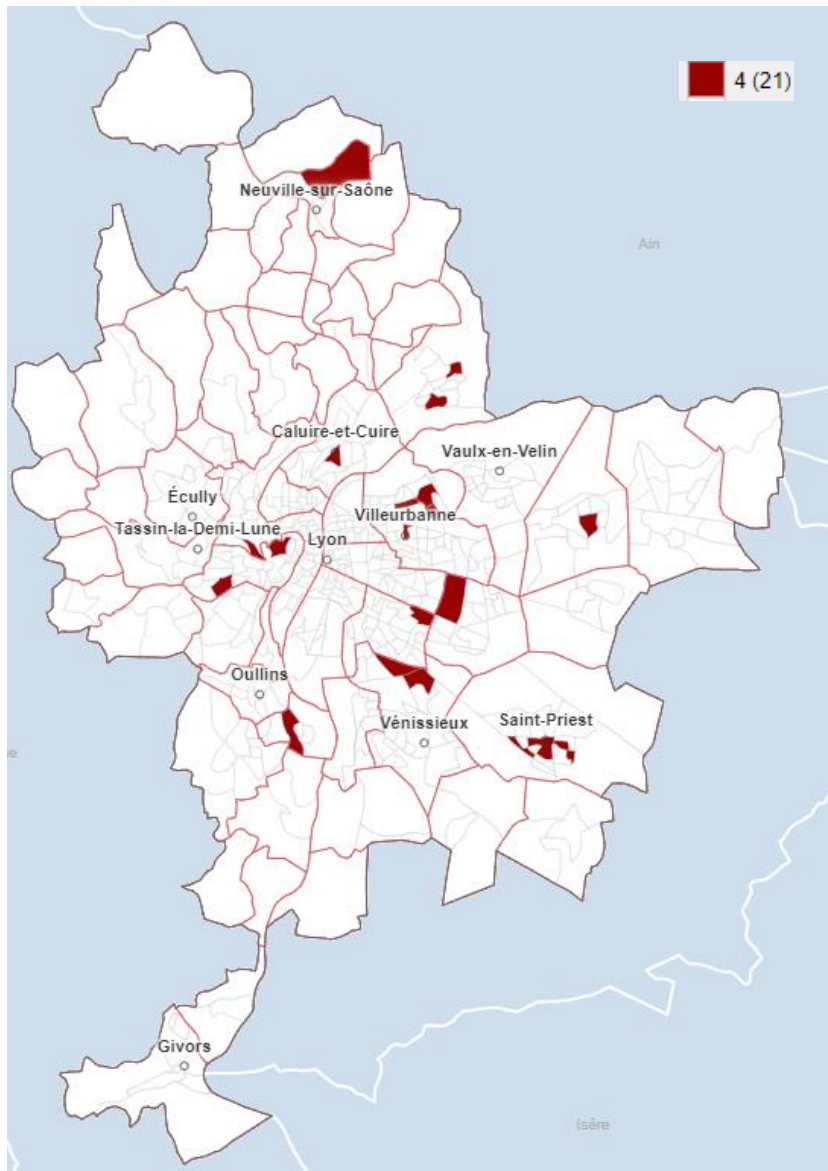 4 (21)
Neuville-sur-Saône
Ain
Caluire-et-Cuire
Vaulx-en-Velin
Écully
Villeurbanne
Tassin-la-Demi-Lune
Lyon
Oullins
Vénissieux
Saint-Priest
Givors
Isère